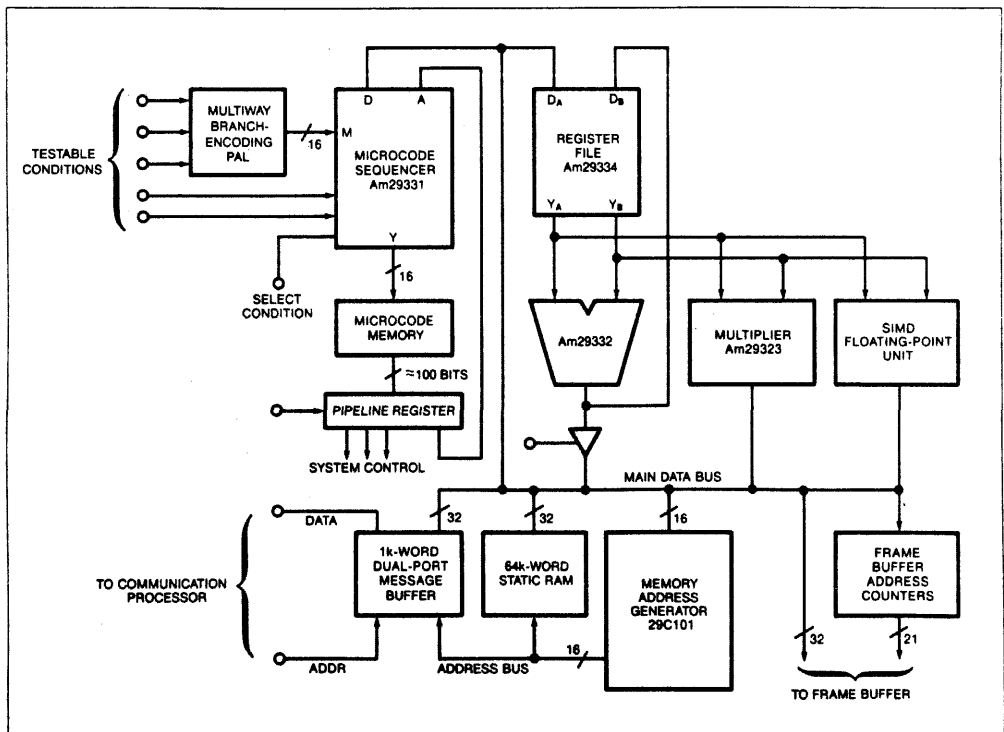 TESTABLE
CONDITIONS
MULTIWAY
BRANCH-
ENCODING
PAL
16
D
A
M
MICROCODE
SEQUENCER
Am29331
Y
SELECT
CONDITION
16
MICROCODE
MEMORY
≈100 BITS
PIPELINE REGISTER
SYSTEM CONTROL
DA
DB
REGISTER
FILE
Am29334
YA
YB
Am29332
MULTIPLIER
Am29323
SIMD
FLOATING-POINT
UNIT
MAIN DATA BUS
TO COMMUNICATION
PROCESSOR
DATA
ADDR
32
1k-WORD
DUAL-PORT
MESSAGE
BUFFER
32
64k-WORD
STATIC RAM
16
MEMORY
ADDRESS
GENERATOR
29C101
ADDRESS BUS
16
FRAME
BUFFER
ADDRESS
COUNTERS
32
21
TO FRAME BUFFER